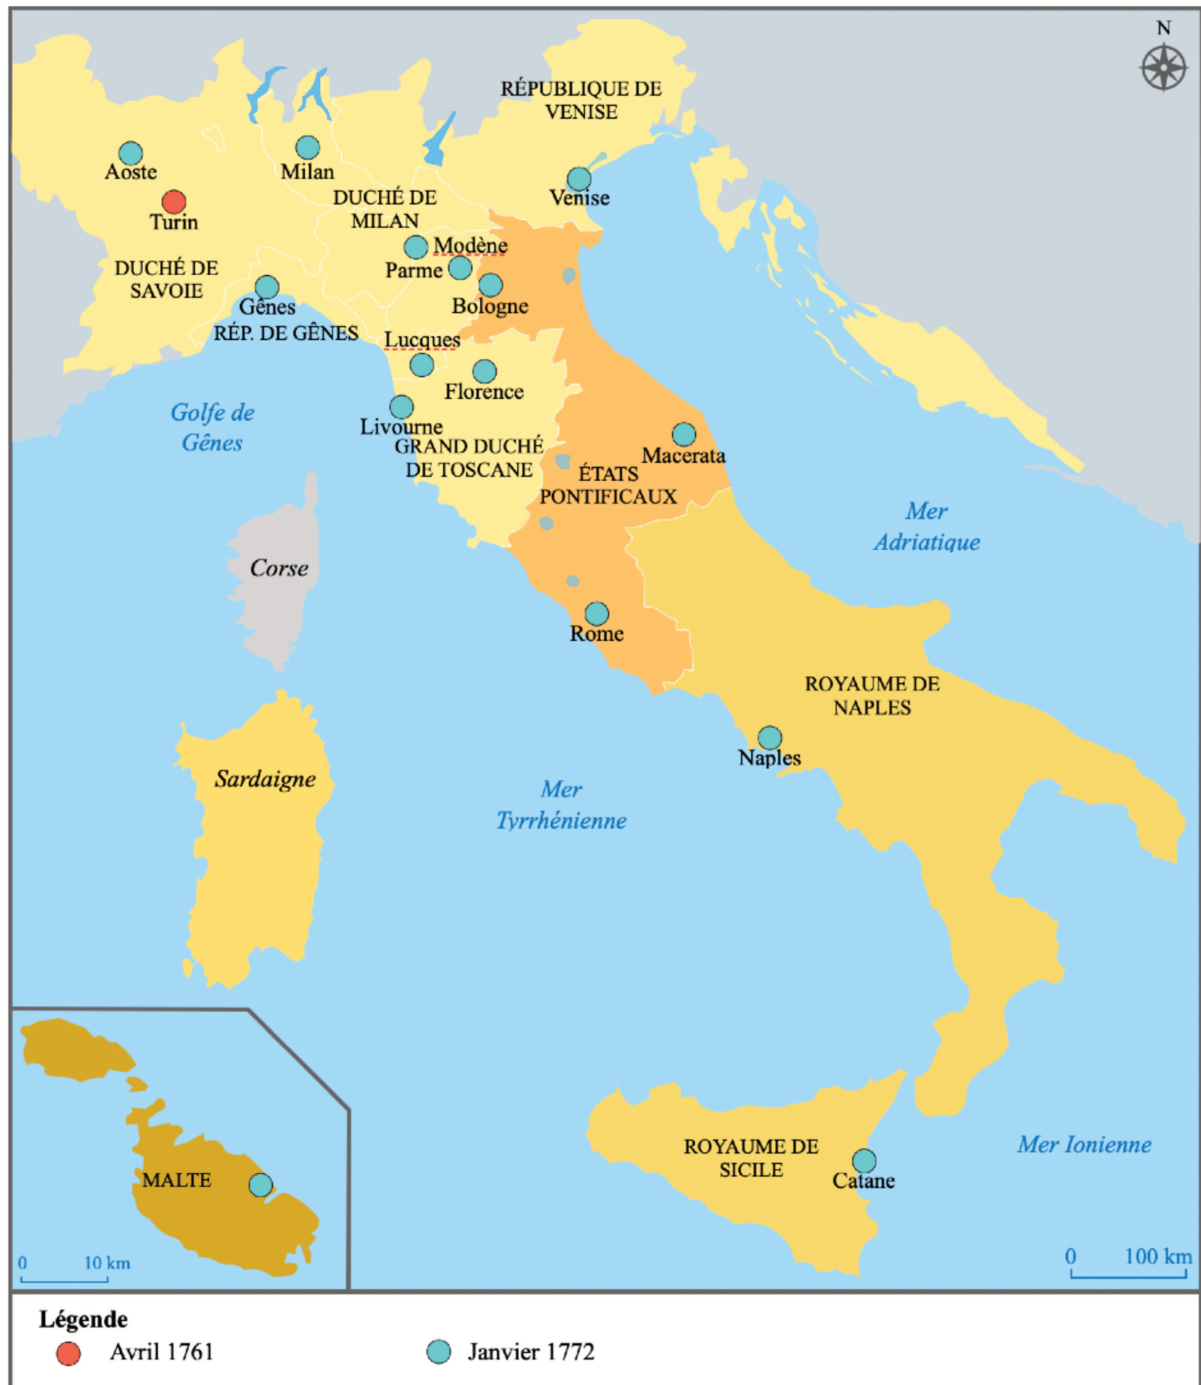 N
RÉPUBLIQUE DE
VENISE
Aoste
Milan
Venise
Turin
DUCHÉ DE
MILAN
Modène
Parme
DUCHÉ DE
SAVOIE
Bologne
Gênes
RÉP. DE GÊNES
Lucques
Florence
Golfe de
Gênes
Livourne
GRAND DUCHÉ
DE TOSCANE
Macerata
ÉTATS
PONTIFICAUX
Mer
Adriatique
Corse
Rome
ROYAUME DE
NAPLES
Naples
Sardaigne
Mer
Tyrrhénienne
ROYAUME DE
SICILE
Mer Ionienne
Catane
MALTE
0 10 km
0 100 km
Légende
Avril 1761
Janvier 1772